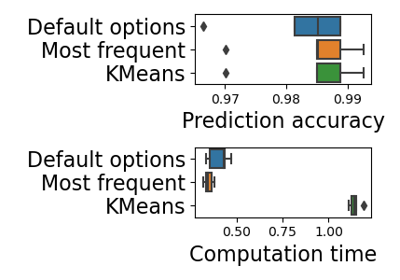 Default options
Most frequent
KMeans
0.97 0.98 0.99
Prediction accuracy
Default options
Most frequent
KMeans
0.50 0.75 1.00
Computation time